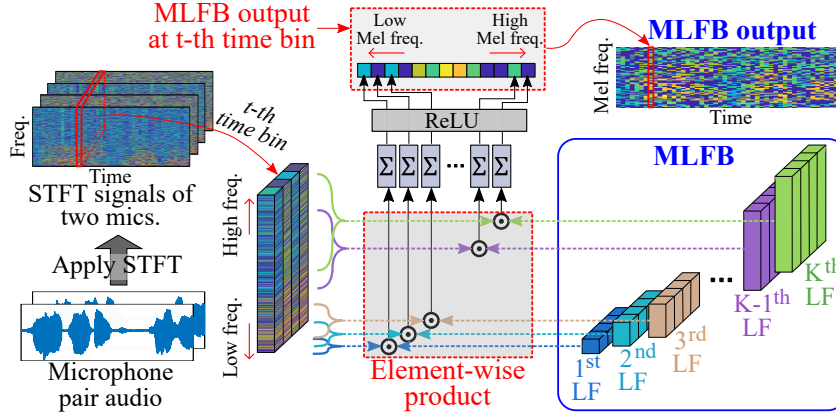 MLFB output
at t-th time bin
Low
Mel freq.
High
Mel freq.
MLFB output
Mel freq.
Time
Freq.
Time
t-th
time bin
STFT signals of
two mics.
Apply STFT
Microphone
pair audio
High freq.
Low freq.
ReLU
Σ Σ Σ ... Σ Σ
Element-wise
product
MLFB
1st
LF
2nd
LF
3rd
LF
...
K-1th
LF
Kth
LF